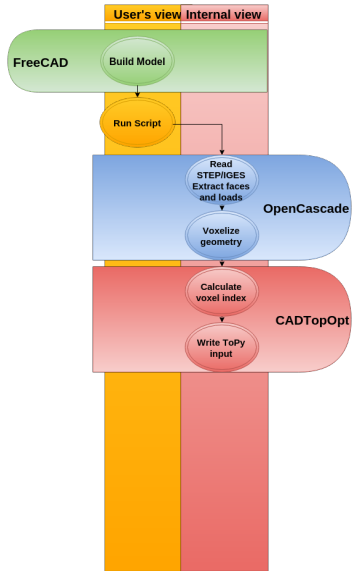 User's view
Internal view
FreeCAD
Build Model
Run Script
Read
STEP/IGES
Extract faces
and loads
OpenCascade
Voxelize
geometry
Calculate
voxel index
CADTopOpt
Write ToPy
input